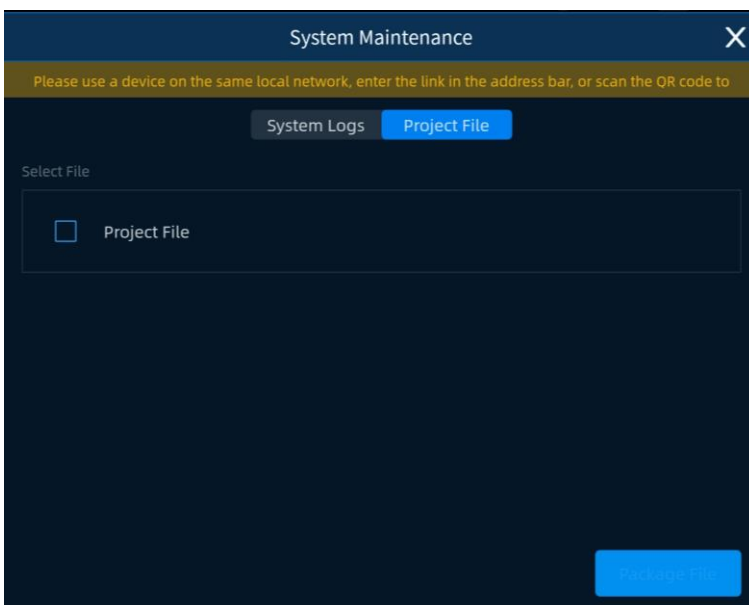 System Maintenance
X
Please use a device on the same local network, enter the link in the address bar, or scan the QR code to
System Logs
Project File
Select File
Project File
Package File